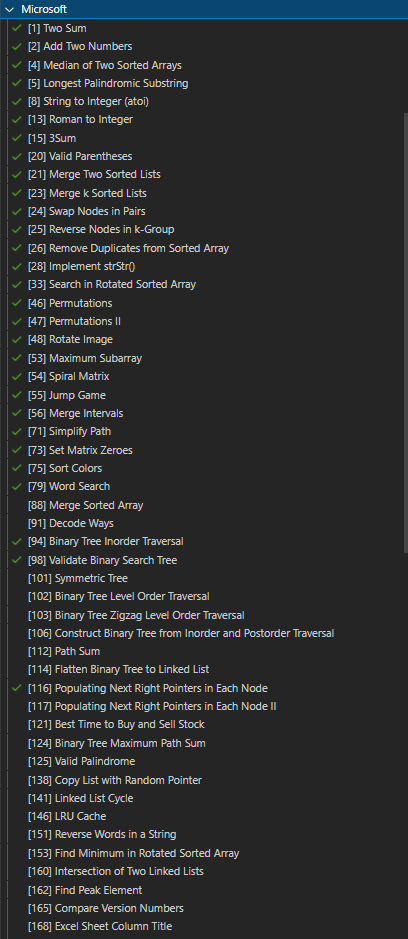 Microsoft
[1] Two Sum
[2] Add Two Numbers
[4] Median of Two Sorted Arrays
[5] Longest Palindromic Substring
[8] String to Integer (atoi)
[13] Roman to Integer
[15] 3Sum
[20] Valid Parentheses
[21] Merge Two Sorted Lists
[23] Merge k Sorted Lists
[24] Swap Nodes in Pairs
[25] Reverse Nodes in k-Group
[26] Remove Duplicates from Sorted Array
[28] Implement strStr()
[33] Search in Rotated Sorted Array
[46] Permutations
[47] Permutations II
[48] Rotate Image
[53] Maximum Subarray
[54] Spiral Matrix
[55] Jump Game
[56] Merge Intervals
[71] Simplify Path
[73] Set Matrix Zeroes
[75] Sort Colors
[79] Word Search
[88] Merge Sorted Array
[91] Decode Ways
[94] Binary Tree Inorder Traversal
[98] Validate Binary Search Tree
[101] Symmetric Tree
[102] Binary Tree Level Order Traversal
[103] Binary Tree Zigzag Level Order Traversal
[106] Construct Binary Tree from Inorder and Postorder Traversal
[112] Path Sum
[114] Flatten Binary Tree to Linked List
[116] Populating Next Right Pointers in Each Node
[117] Populating Next Right Pointers in Each Node II
[121] Best Time to Buy and Sell Stock
[124] Binary Tree Maximum Path Sum
[125] Valid Palindrome
[138] Copy List with Random Pointer
[141] Linked List Cycle
[146] LRU Cache
[151] Reverse Words in a String
[153] Find Minimum in Rotated Sorted Array
[160] Intersection of Two Linked Lists
[162] Find Peak Element
[165] Compare Version Numbers
[168] Excel Sheet Column Title